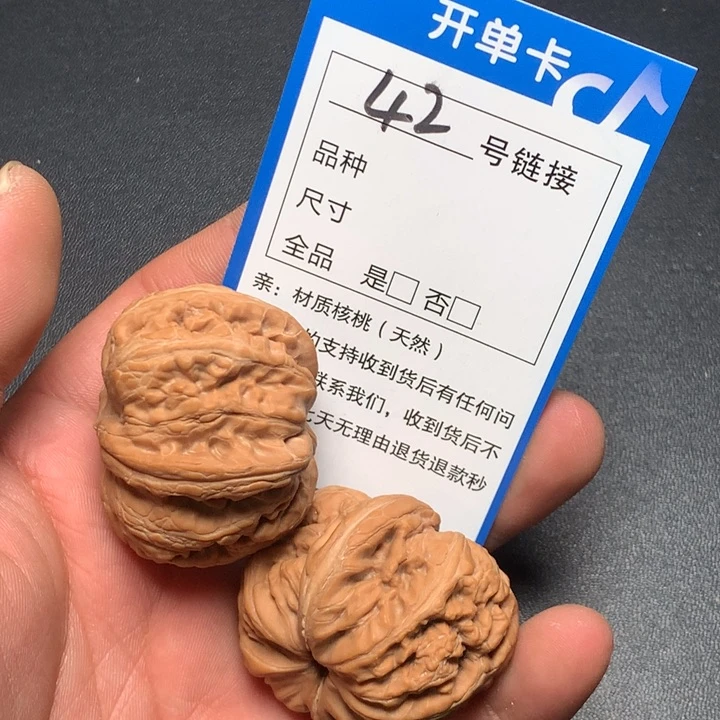 开单卡
42 号链接
品种
尺寸
全品 是□ 否□
亲：材质核桃（天然）
支持收到货后有任何问
联系我们，收到货后不
天无理由退货退款秒